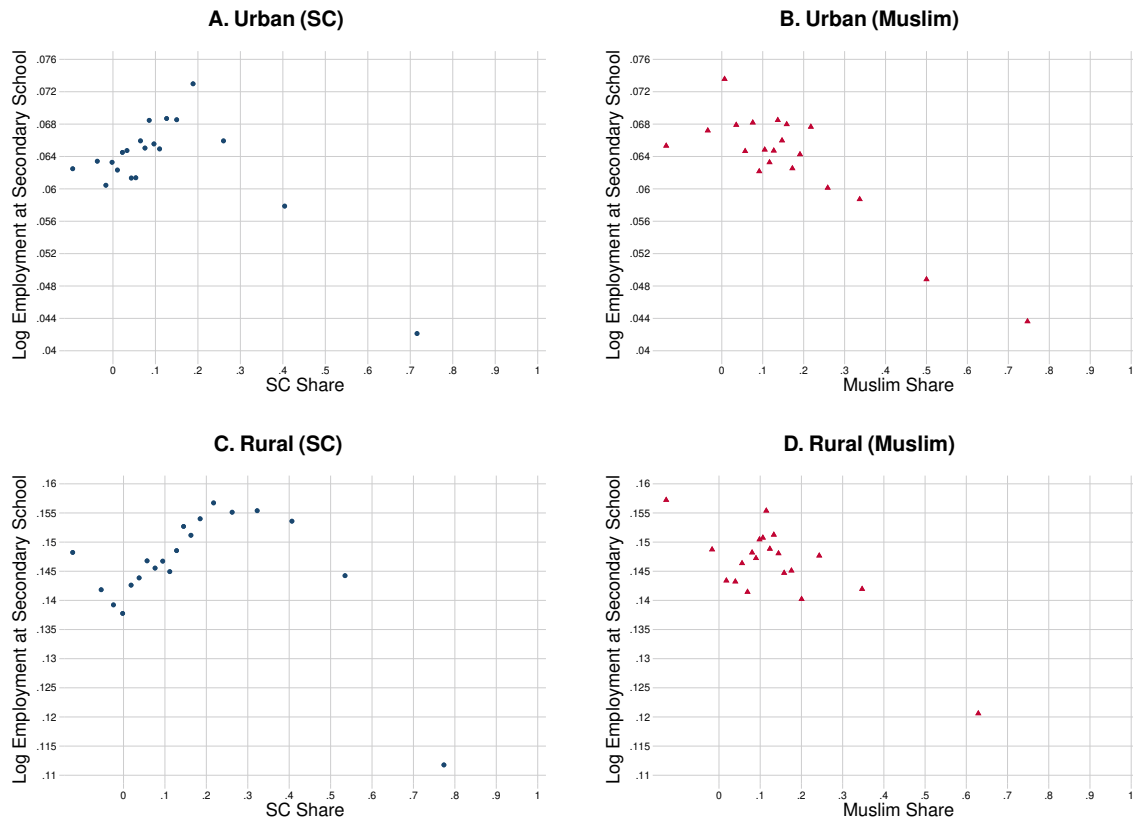 A. Urban (SC)
Log Employment at Secondary School
.076
.072
.068
.064
.06
.056
.052
.048
.044
.04
0 .1 .2 .3 .4 .5 .6 .7 .8 .9 1
SC Share
B. Urban (Muslim)
Log Employment at Secondary School
.076
.072
.068
.064
.06
.056
.052
.048
.044
.04
0 .1 .2 .3 .4 .5 .6 .7 .8 .9 1
Muslim Share
C. Rural (SC)
Log Employment at Secondary School
.16
.155
.15
.145
.14
.135
.13
.125
.12
.115
.11
0 .1 .2 .3 .4 .5 .6 .7 .8 .9 1
SC Share
D. Rural (Muslim)
Log Employment at Secondary School
.16
.155
.15
.145
.14
.135
.13
.125
.12
.115
.11
0 .1 .2 .3 .4 .5 .6 .7 .8 .9 1
Muslim Share